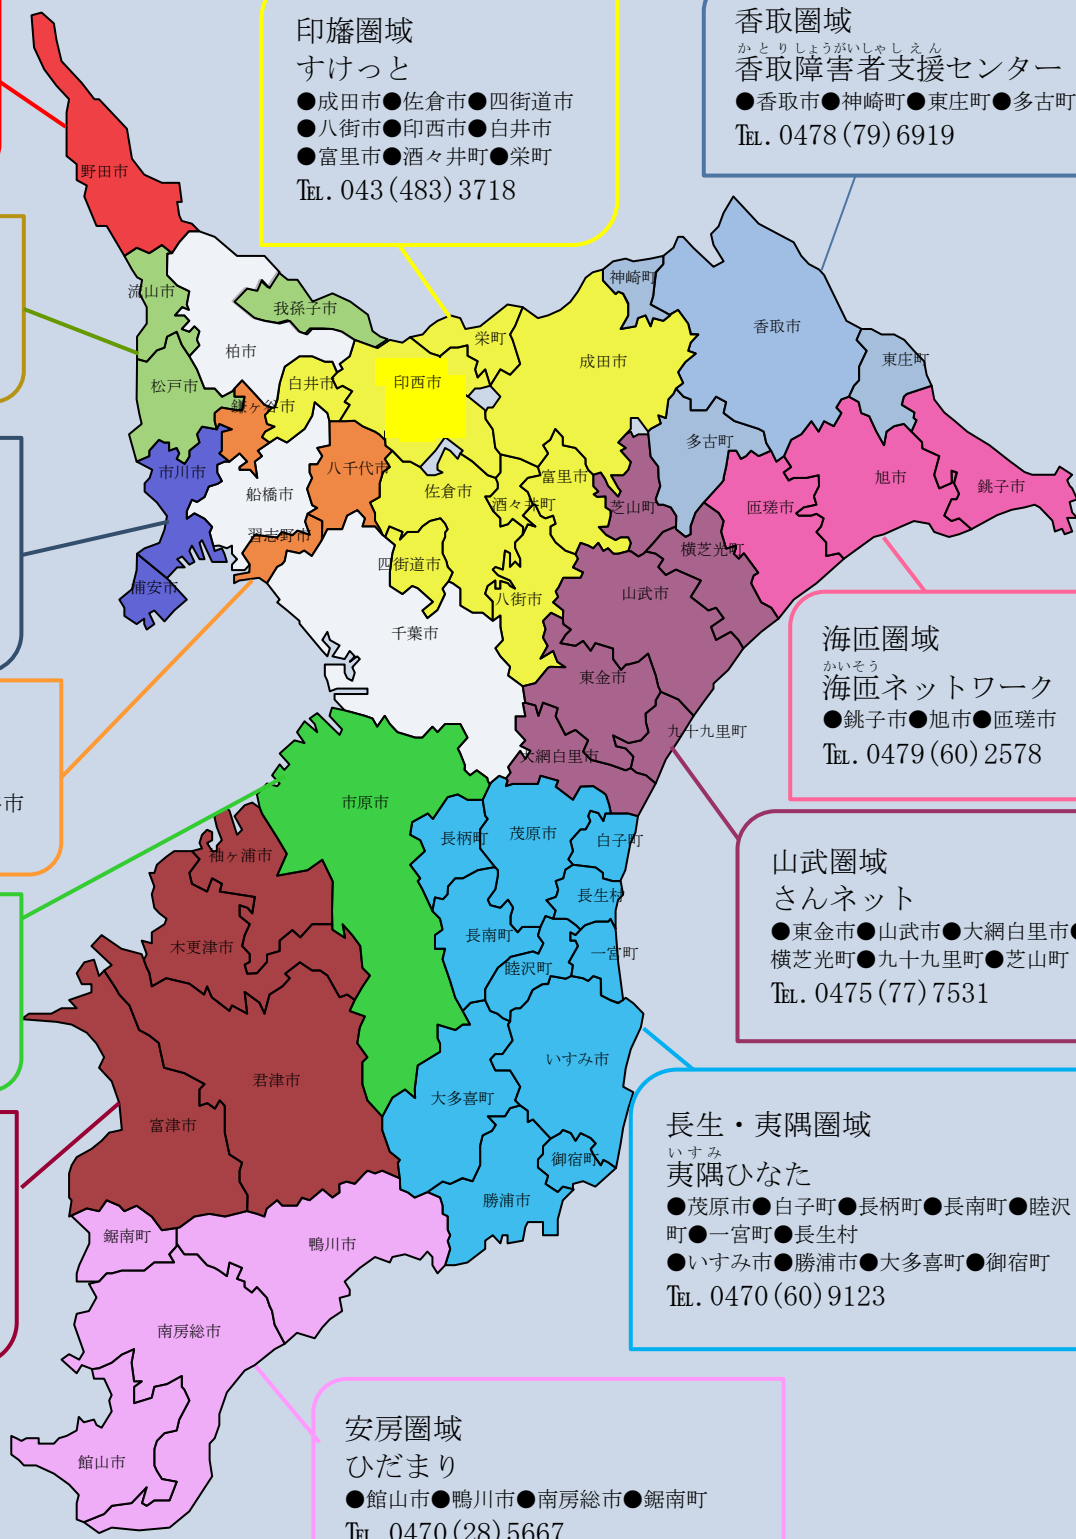 印旛圏域
すけっと
●成田市●佐倉市●四街道市
●八街市●印西市●白井市
●富里市●酒々井町●栄町
℡.043(483)3718
香取圏域
かとりしょうがいしゃしえん
香取障害者支援センター
●香取市●神崎町●東庄町●多古町
℡.0478(79)6919
野田市
流山市
我孫子市
神崎町
香取市
柏市
栄町
成田市
東庄町
松戸市
白井市
印西市
鎌ヶ谷市
多古町
市川市
船橋市
八千代市
佐倉市
富里市
酒々井町
芝山町
匝瑳市
旭市
銚子市
習志野市
四街道市
横芝光町
浦安市
八街市
山武市
千葉市
東金市
九十九里町
大網白里市
海匝圏域
かいそう
海匝ネットワーク
●銚子市●旭市●匝瑳市
℡.0479(60)2578
市
市原市
長柄町
茂原市
白子町
袖ヶ浦市
長生村
木更津市
長南町
睦沢町
一宮町
山武圏域
さんネット
●東金市●山武市●大網白里市●
横芝光町●九十九里町●芝山町
℡.0475(77)7531
いすみ市
君津市
大多喜町
富津市
御宿町
勝浦市
鋸南町
鴨川市
長生・夷隅圏域
いすみ
夷隅ひなた
●茂原市●白子町●長柄町●長南町●睦沢
町●一宮町●長生村
●いすみ市●勝浦市●大多喜町●御宿町
℡.0470(60)9123
南房総市
館山市
安房圏域
ひだまり
●館山市●鴨川市●南房総市●鋸南町
℡.0470(28)5667